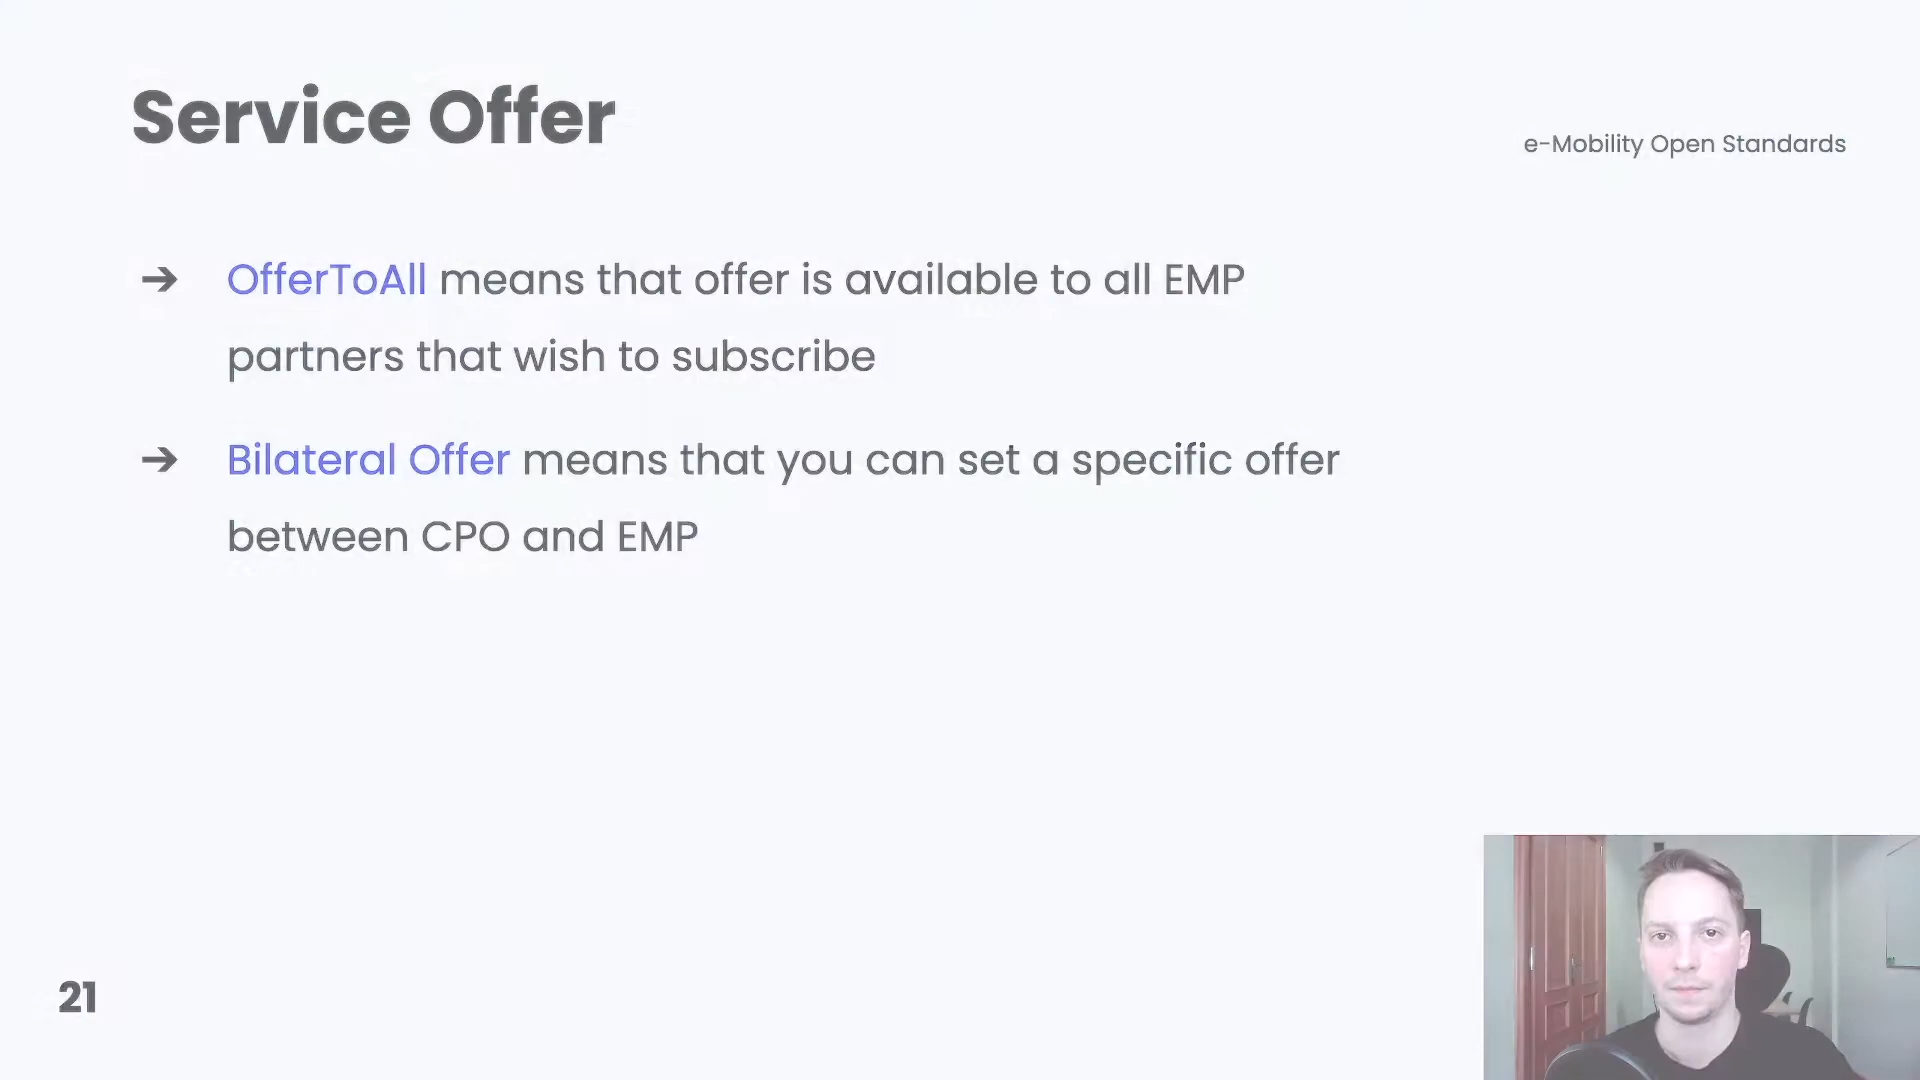 Service Offer
e-Mobility Open Standards
➔ OfferToAll means that offer is available to all EMP
partners that wish to subscribe
➔ Bilateral Offer means that you can set a specific offer
between CPO and EMP
21